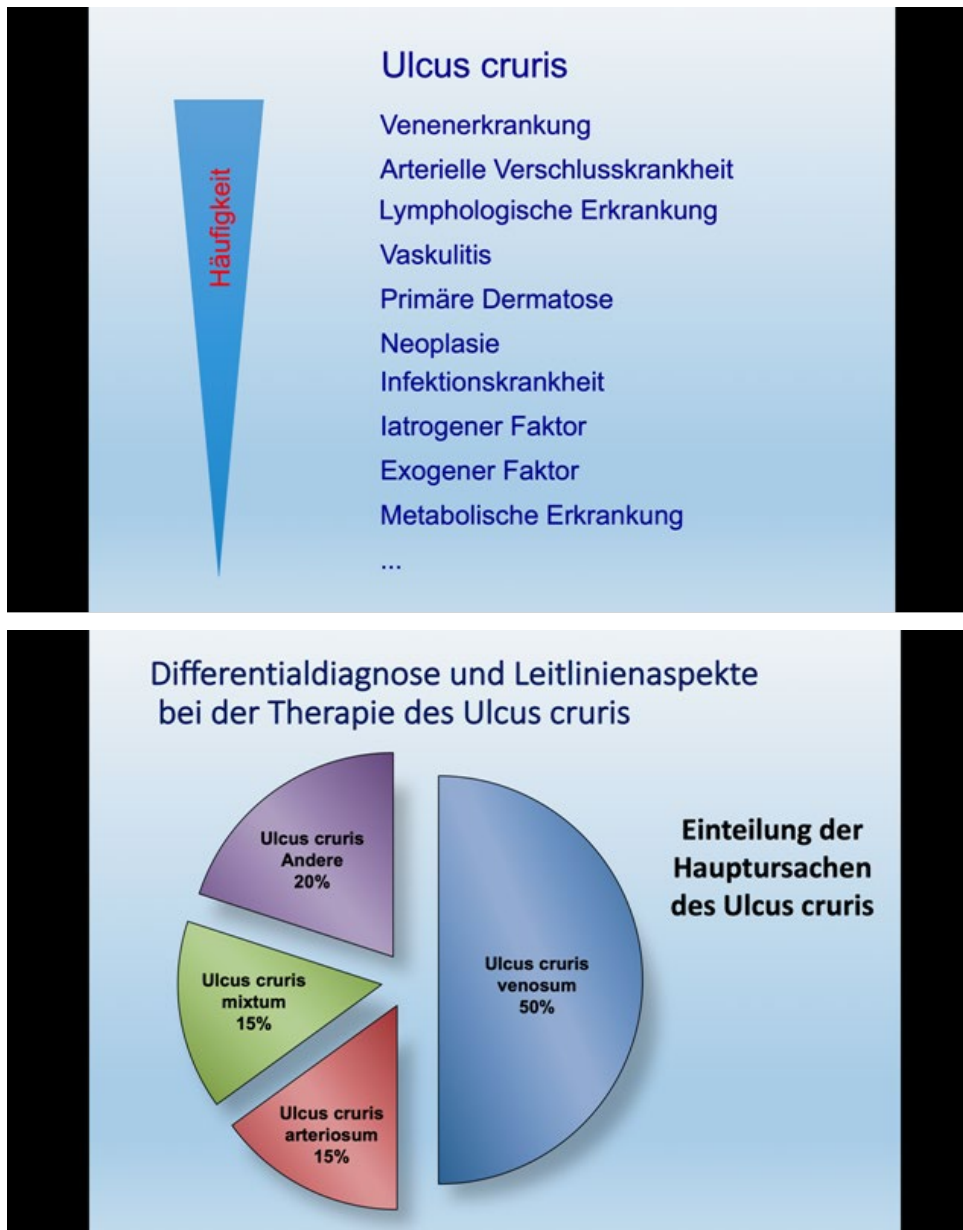 Ulcus cruris
Häufigkeit
Venenerkrankung
Arterielle Verschlusskrankheit
Lymphologische Erkrankung
Vaskulitis
Primäre Dermatose
Neoplasie
Infektionskrankheit
Iatrogener Faktor
Exogener Faktor
Metabolische Erkrankung
...
Differentialdiagnose und Leitlinienaspekte
bei der Therapie des Ulcus cruris
Ulcus cruris
Andere
20%
Ulcus cruris
mixtum
15%
Ulcus cruris
arteriosum
15%
Ulcus cruris
venosum
50%
Einteilung der
Hauptursachen
des Ulcus cruris